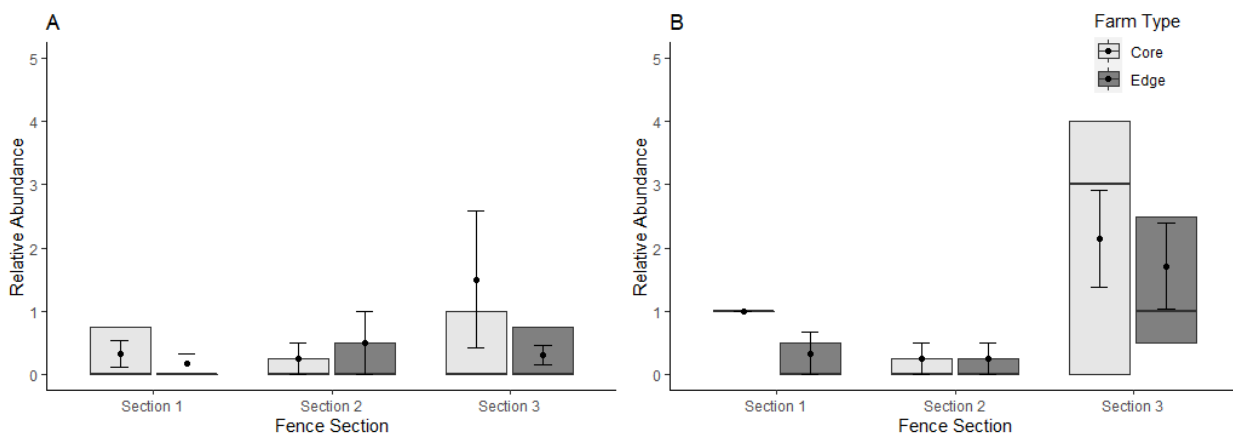 A
Relative Abundance
5
4
3
2
1
0
Section 1
Section 2
Section 3
Fence Section
B
Farm Type
Core
Edge
Relative Abundance
5
4
3
2
1
0
Section 1
Section 2
Section 3
Fence Section